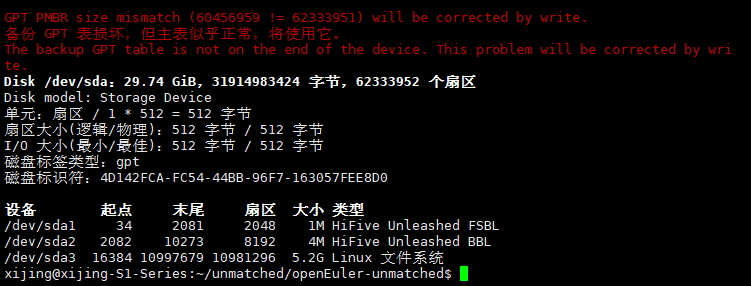 GPT PMBR size mismatch (60456959 != 62333951) will be corrected by write.
备份 GPT 表损坏，但主表似乎正常，将使用它。
The backup GPT table is not on the end of the device. This problem will be corrected by wri
te.
Disk /dev/sda：29.74 GiB，31914983424 字节，62333952 个扇区
Disk model: Storage Device
单元：扇区 / 1 * 512 = 512 字节
扇区大小(逻辑/物理)：512 字节 / 512 字节
I/O 大小(最小/最佳)：512 字节 / 512 字节
磁盘标签类型：gpt
磁盘标识符：4D142FCA-FC54-44BB-96F7-163057FEE8D0
设备 起点 末尾 扇区 大小 类型
/dev/sda1 34 2081 2048 1M HiFive Unleashed FSBL
/dev/sda2 2082 10273 8192 4M HiFive Unleashed BBL
/dev/sda3 16384 10997679 10981296 5.2G Linux 文件系统
xijing@xijing-S1-Series:~/unmatched/openEuler-unmatched$